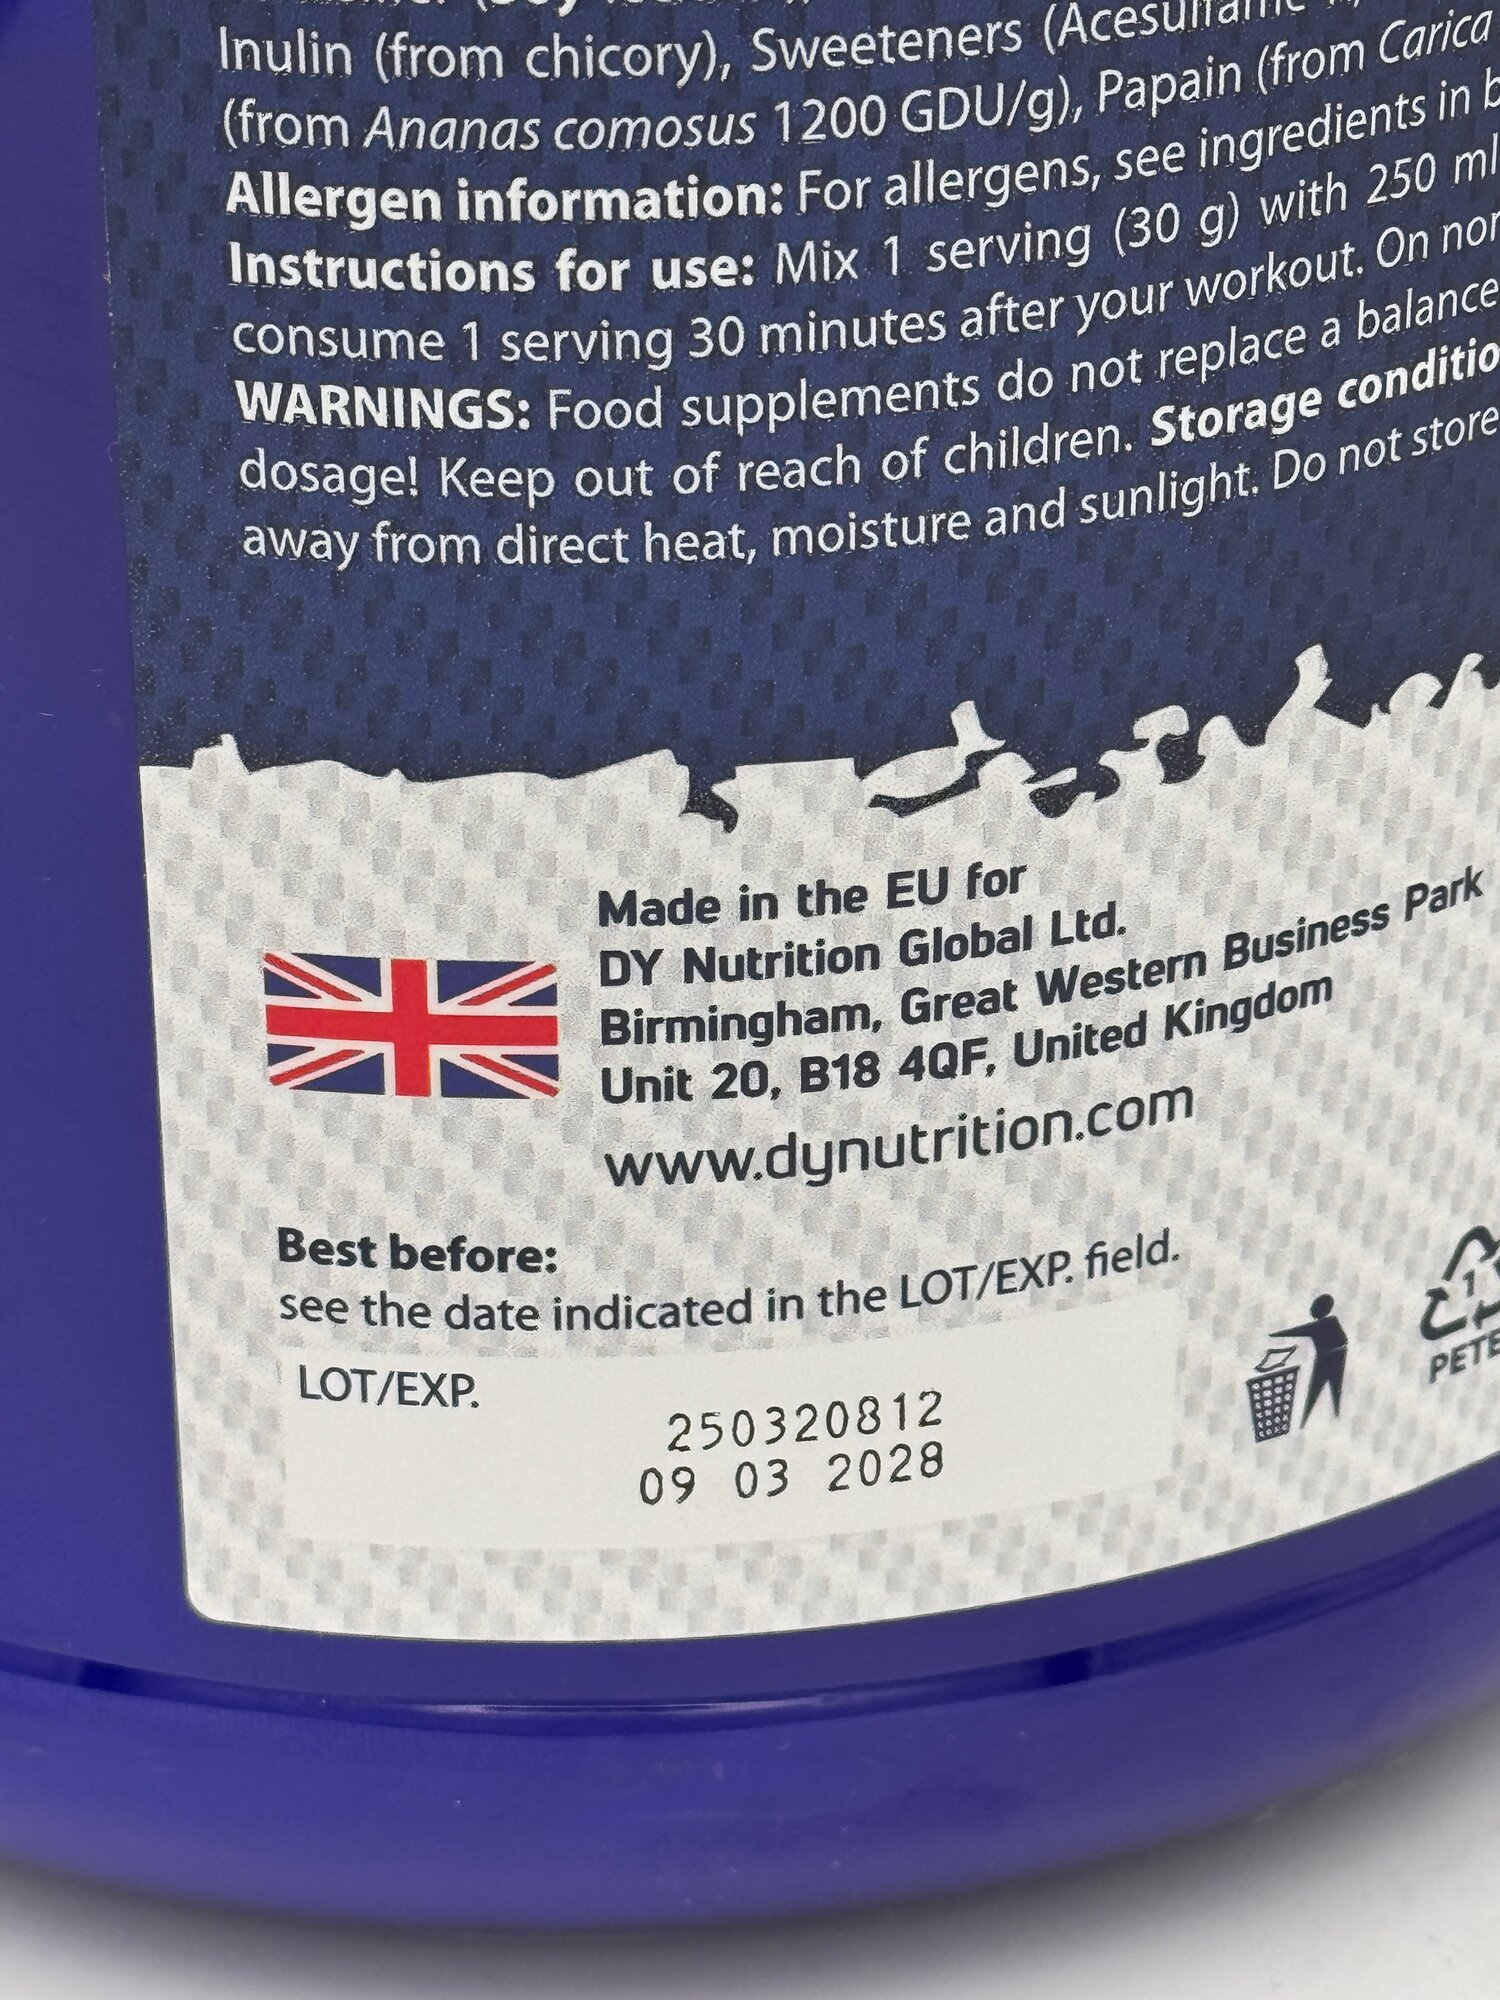 Inulin (from chicory), Sweeteners (Acesulfame
(from Ananas comosus 1200 GDU/g), Papain (from Carica
Allergen information: For allergens, see ingredients in
Instructions for use: Mix 1 serving (30 g) with 250 ml
consume 1 serving 30 minutes after your workout. On
WARNINGS: Food supplements do not replace a
dosage! Keep out of reach of children. Storage
away from direct heat, moisture and sunlight. Do not store
Made in the EU for
DY Nutrition Global Ltd.
Birmingham, Great Western Business Park
Unit 20, B18 4QF, United Kingdom
www.dynutrition.com
Best before:
see the date indicated in the LOT/EXP. field.
LOT/EXP.
250320812
09 03 2028
1
PETE